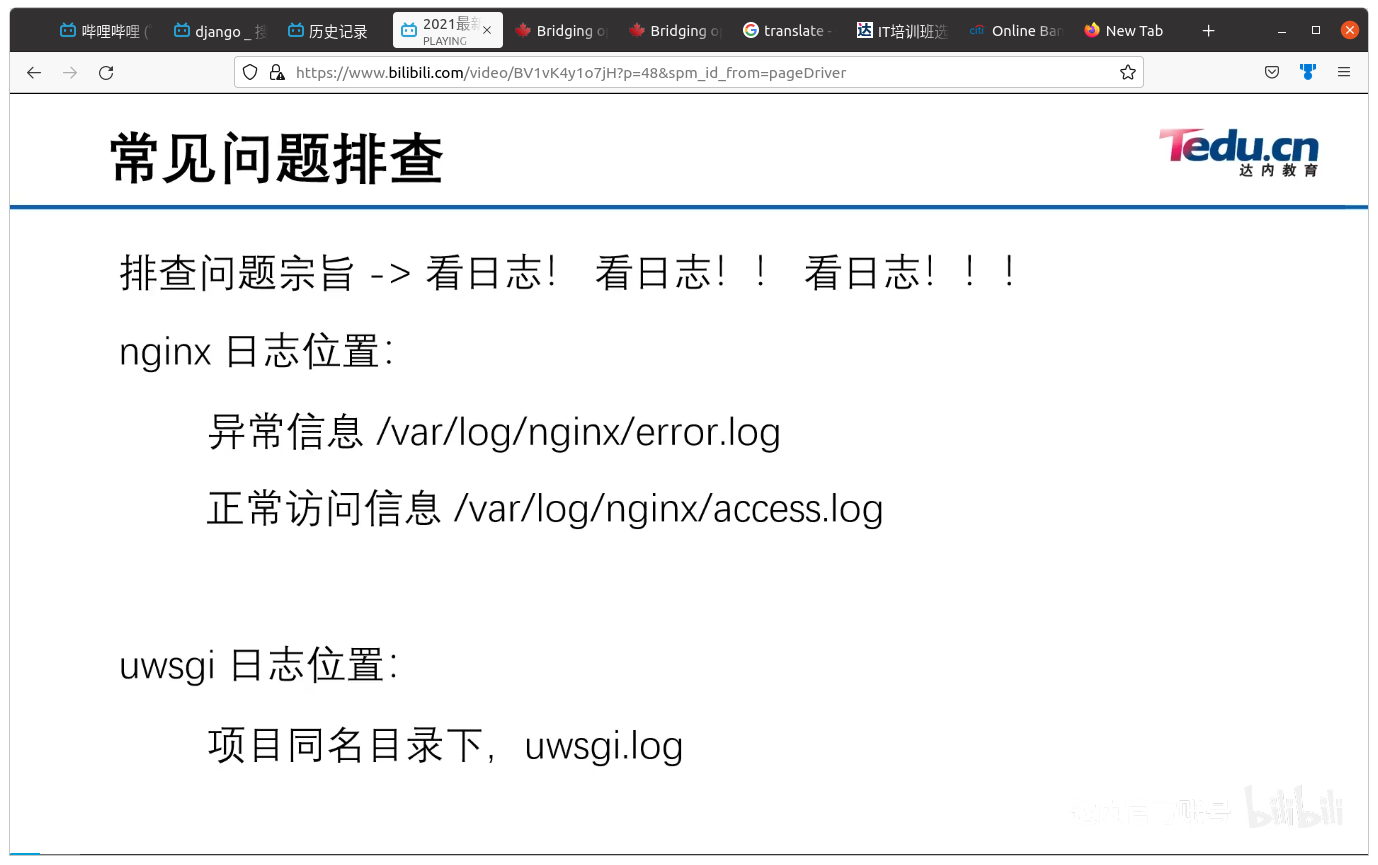 哔哩哔哩 (
django _ 搜
历史记录
2021最新
PLAYING
Bridging o
Bridging o
translate -
IT培训班选
citi Online Ban
New Tab
https://www.bilibili.com/video/BV1vK4y1o7jH?p=48&spm_id_from=pageDriver
常见问题排查
Tedu.cn
达内教育
排查问题宗旨 -> 看日志！ 看日志！！ 看日志！！！
nginx 日志位置：
异常信息 /var/log/nginx/error.log
正常访问信息 /var/log/nginx/access.log
uwsgi 日志位置：
项目同名目录下，uwsgi.log
bilibili